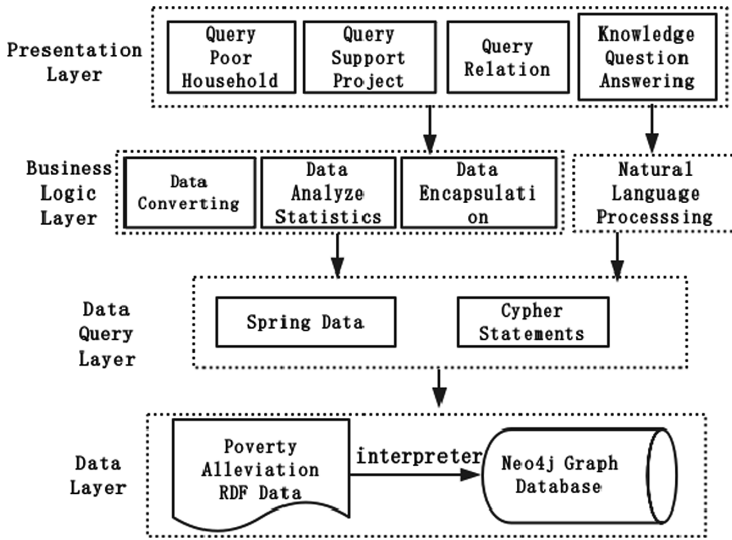 Presentation
Layer
Query
Poor
Household
Query
Support
Project
Query
Relation
Knowledge
Question
Answering
Business
Logic
Layer
Data
Converting
Data
Analyze
Statistics
Data
Encapsulati
on
Natural
Language
Processsing
Data
Query
Layer
Spring Data
Cypher
Statements
Data
Layer
Poverty
Alleviation
RDF Data
interpreter
Neo4j Graph
Database